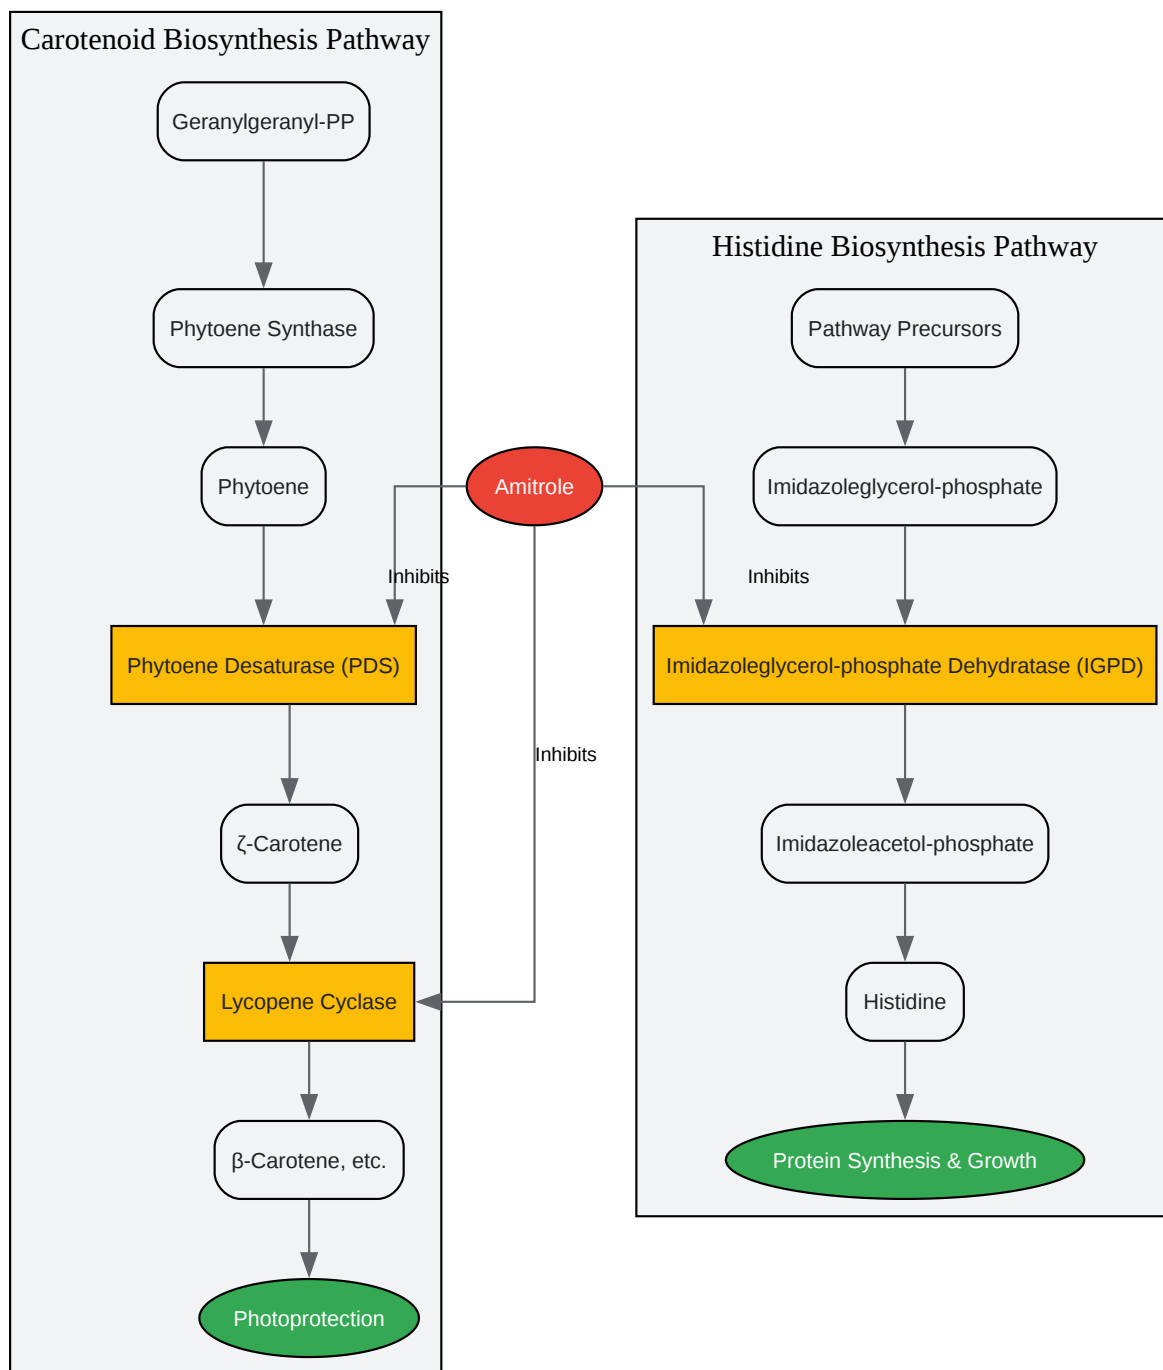 Carotenoid Biosynthesis Pathway
Geranylgeranyl-PP
Phytoene Synthase
Phytoene
Inhibits
Phytoene Desaturase (PDS)
ζ-Carotene
Lycopene Cyclase
β-Carotene, etc.
Photoprotection
Amitrole
Inhibits
Histidine Biosynthesis Pathway
Pathway Precursors
Imidazoleglycerol-phosphate
Inhibits
Imidazoleglycerol-phosphate Dehydratase (IGPD)
Imidazoleacetol-phosphate
Histidine
Protein Synthesis & Growth